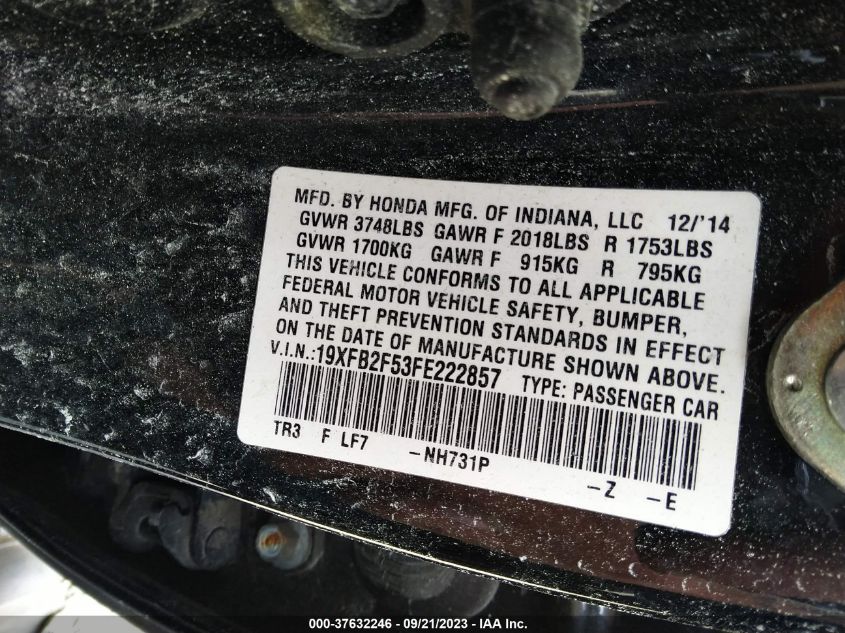 MFD. BY HONDA MFG. OF INDIANA, LLC 12/'14
GVWR 3748LBS GAWR F 2018LBS R 1753LBS
GVWR 1700KG GAWR F 915KG R 795KG
THIS VEHICLE CONFORMS TO ALL APPLICABLE
FEDERAL MOTOR VEHICLE SAFETY, BUMPER,
AND THEFT PREVENTION STANDARDS IN EFFECT
ON THE DATE OF MANUFACTURE SHOWN ABOVE.
V.I.N.:19XFB2F53FE222857 TYPE: PASSENGER CAR
TR3 F LF7 -NH731P -Z -E
000-37632246 - 09/21/2023 - IAA Inc.